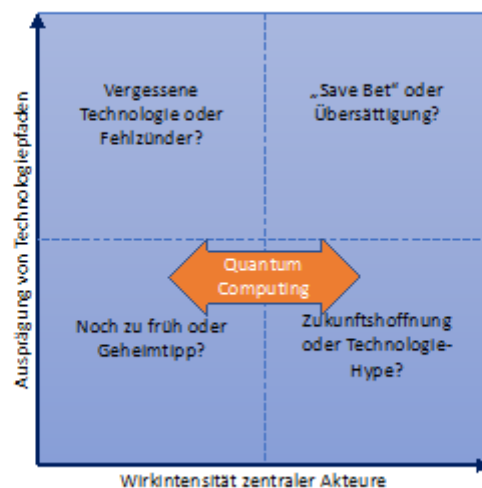 Ausprägung von Technologiepfaden
Vergessene
Technologie oder
Fehlzünder?
„Save Bet" oder
Übersättigung?
Quantum
Computing
Noch zu früh oder
Geheimtipp?
Zukunftshoffnung
oder Technologie-
Hype?
Wirkintensität zentraler Akteure